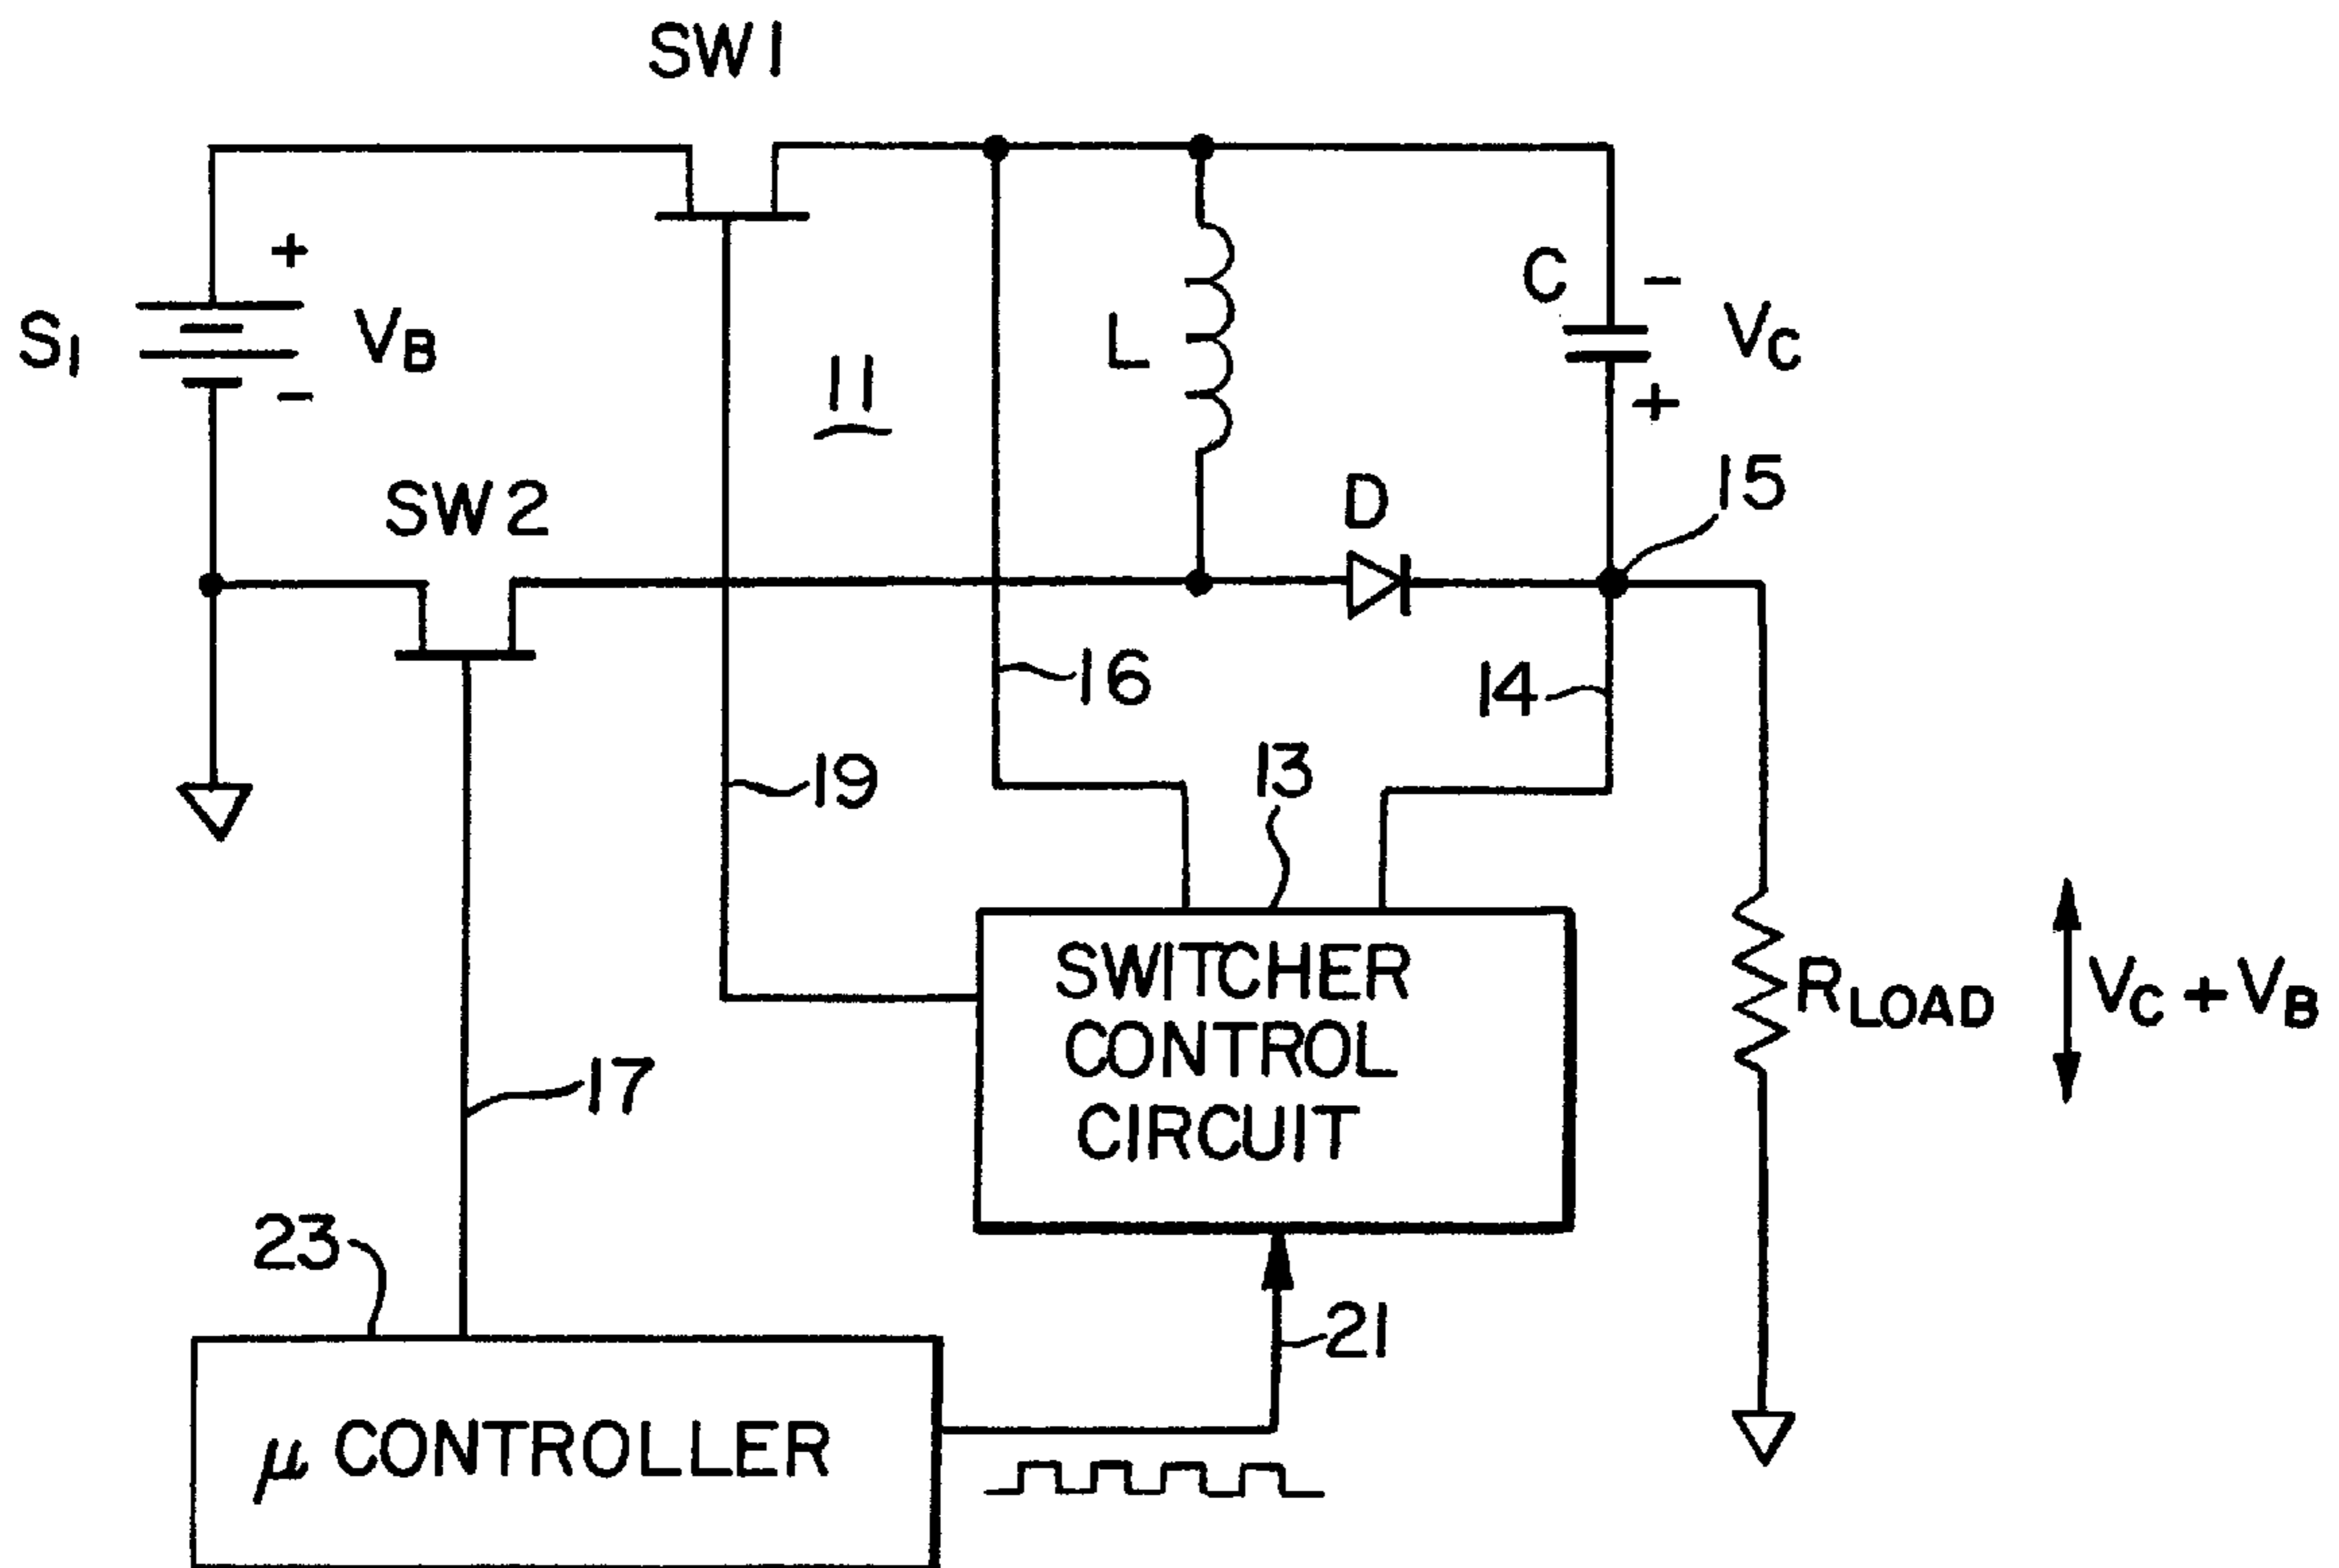 SW1
+
S1
VB
-
11
L
C
-
VC
+
SW2
D
15
16
14
19
13
SWITCHER
CONTROL
CIRCUIT
RLOAD
VC + VB
17
23
21
μ CONTROLLER